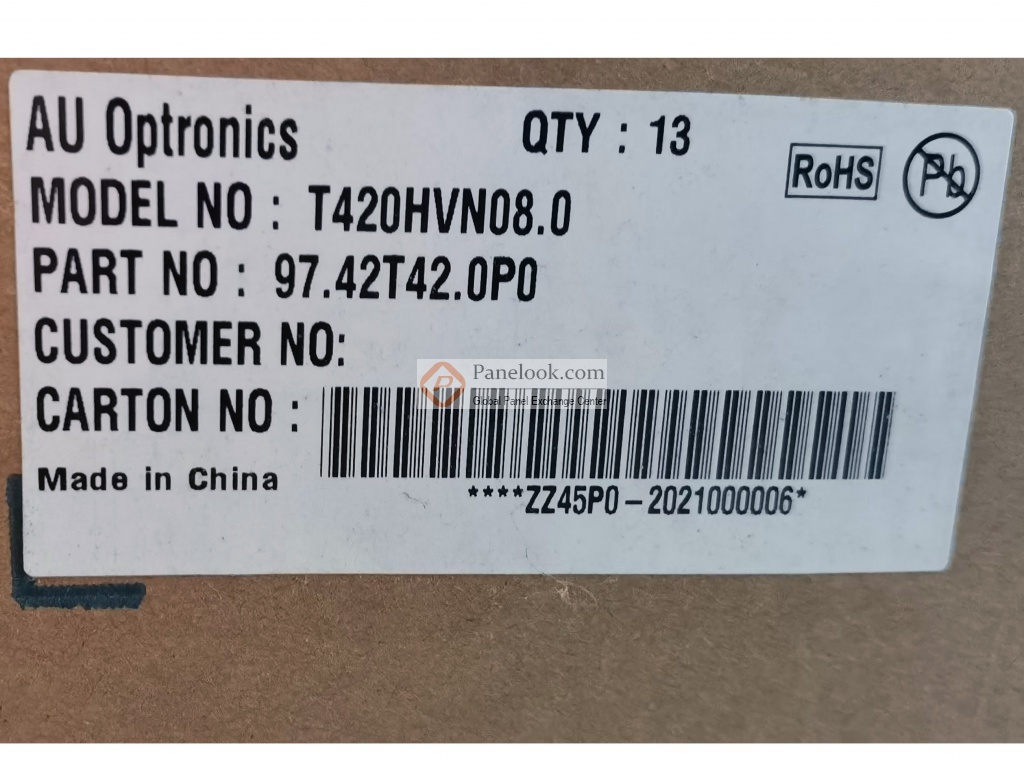 AU Optronics QTY : 13
RoHS Pb
MODEL NO : T420HVN08.0
PART NO : 97.42T42.0P0
CUSTOMER NO:
Panelook.com
Global Panel Exchange Center
CARTON NO :
Made in China
****ZZ45P0-2021000006*